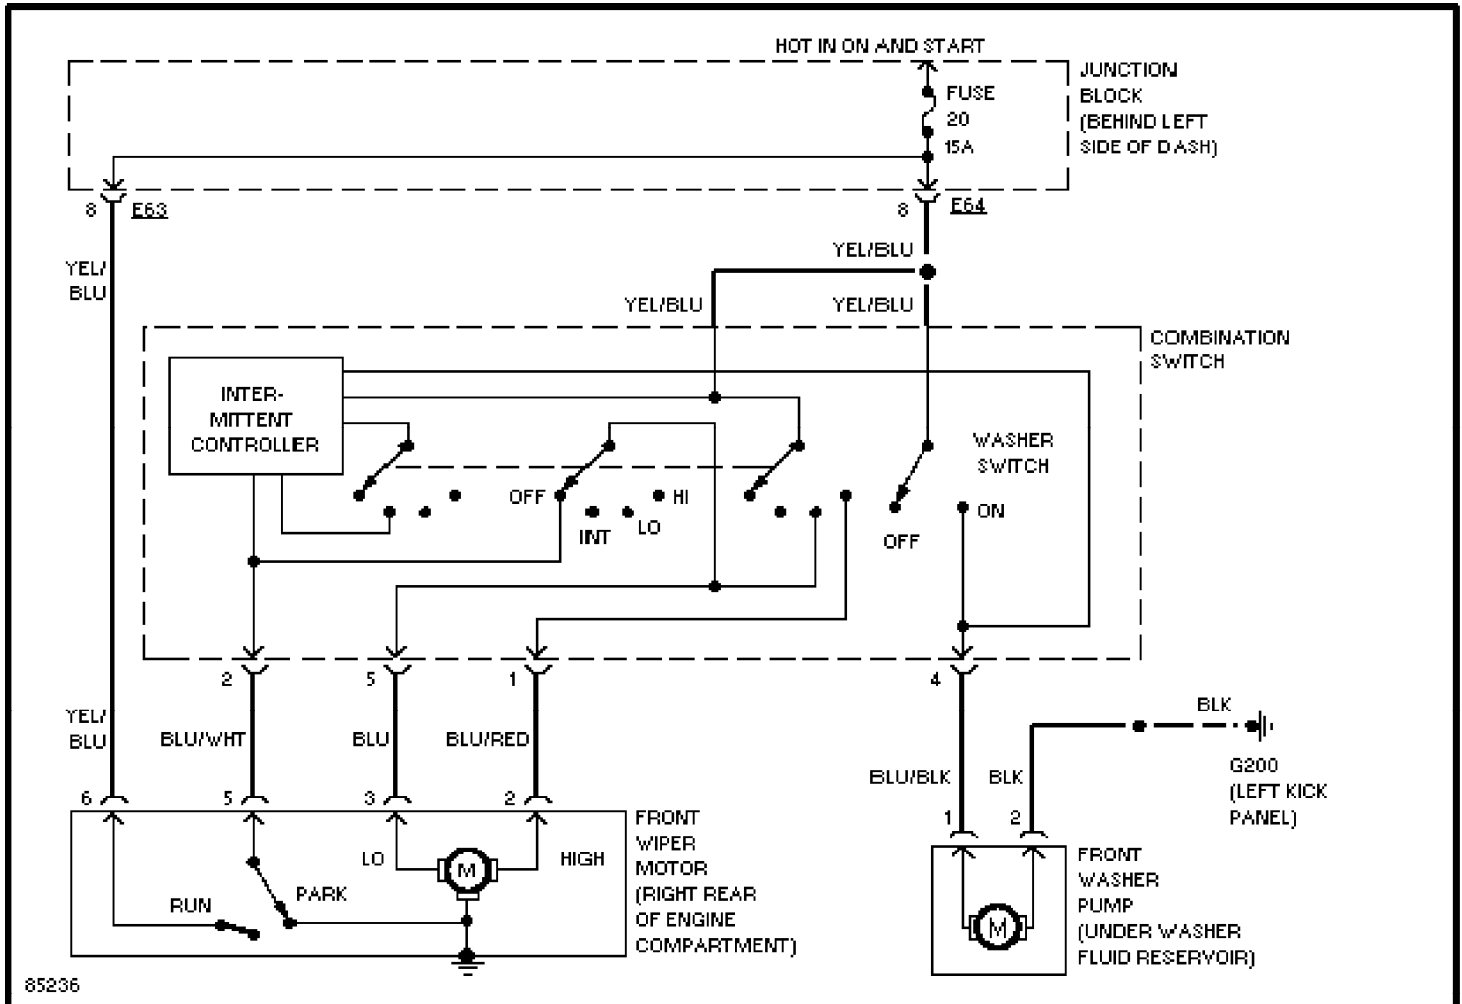 HOT IN ON AND START
FUSE
20
15A
JUNCTION
BLOCK
(BEHIND LEFT
SIDE OF DASH)
8
E63
8
E64
YEL/
BLU
YEL/BLU
YEL/BLU
YEL/BLU
COMBINATION
SWITCH
INTER-
MITTENT
CONTROLLER
WASHER
SWITCH
OFF
HI
INT
LO
OFF
ON
2
5
1
4
YEL/
BLU
BLU/WHT
BLU
BLU/RED
BLU/BLK
BLK
BLK
G200
(LEFT KICK
PANEL)
6
5
3
2
1
2
LO
M
HIGH
RUN
PARK
FRONT
WIPER
MOTOR
(RIGHT REAR
OF ENGINE
COMPARTMENT)
M
FRONT
WASHER
PUMP
(UNDER WASHER
FLUID RESERVOIR)
85236